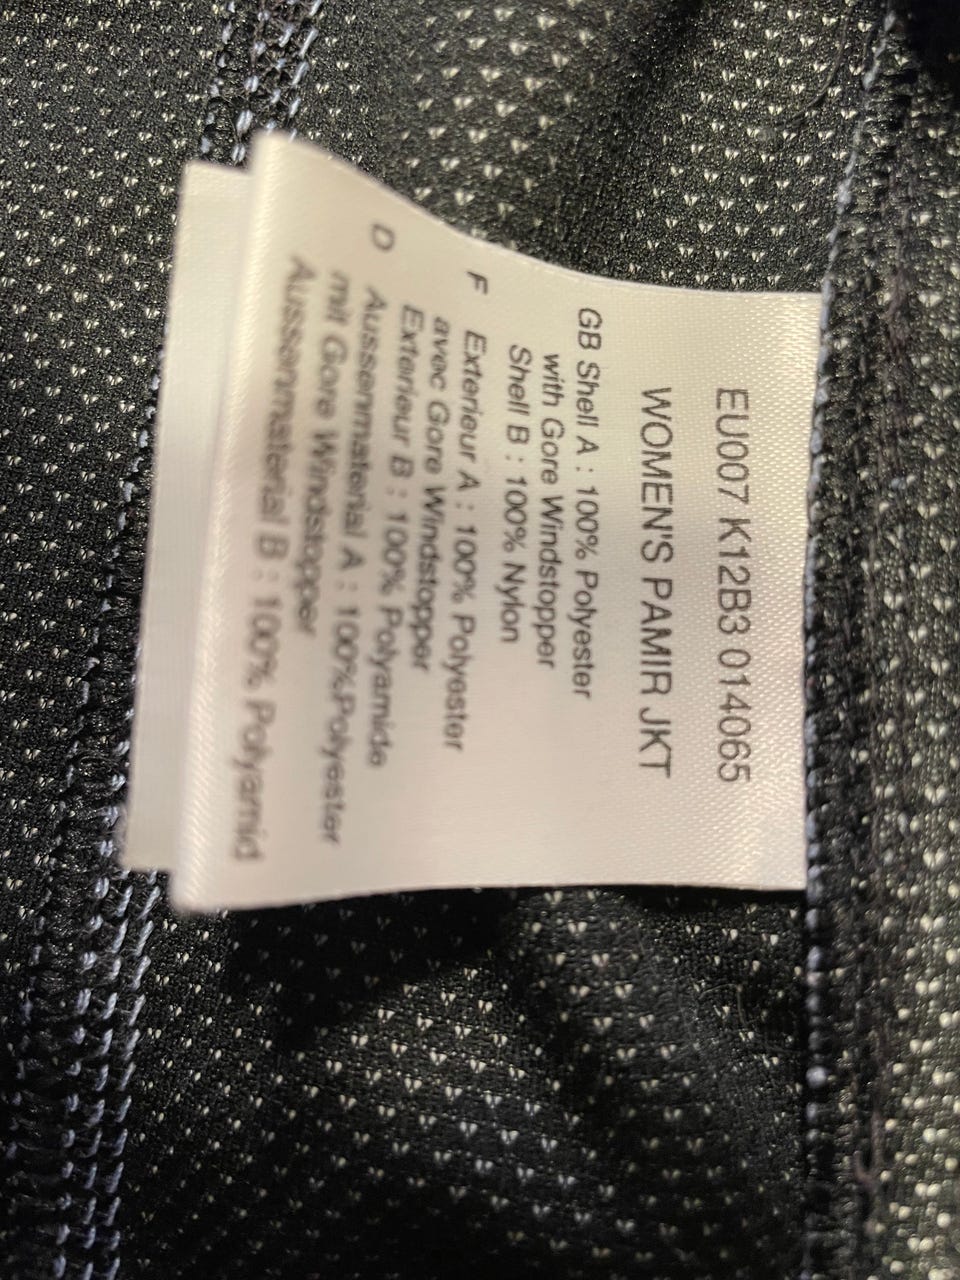 EU007 K12B3 014065
WOMEN'S PAMIR JKT
GB Shell A : 100% Polyester
with Gore Windstopper
Shell B : 100% Nylon
F Exterieur A : 100% Polyester
avec Gore Windstopper
Exterieur B : 100% Polyamide
D Aussenmaterial A : 100%Polyester
mit Gore Windstopper
Aussenmaterial B : 100% Polyamid